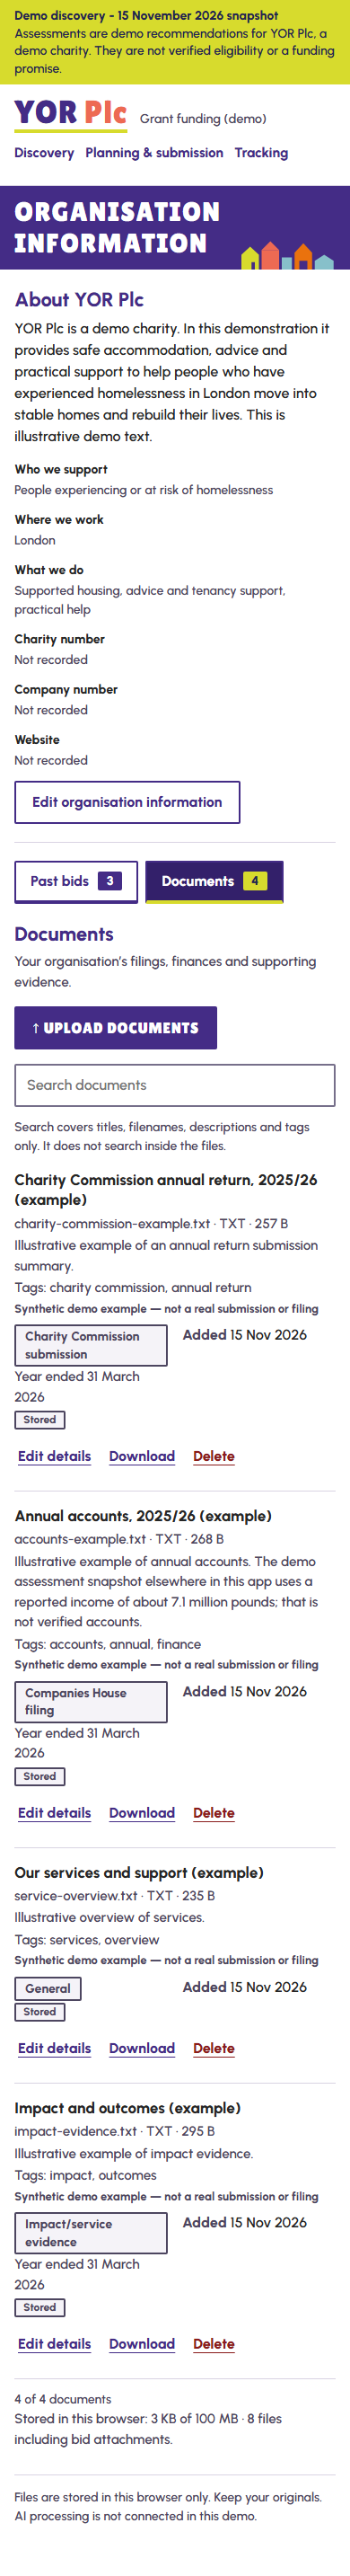 Demo discovery - 15 November 2026 snapshot
Assessments are demo recommendations for YOR Plc, a
demo charity. They are not verified eligibility or a funding
promise.
YOR Plc Grant funding (demo)
Discovery Planning & submission Tracking
ORGANISATION
INFORMATION
About YOR Plc
YOR Plc is a demo charity. In this demonstration it
provides safe accommodation, advice and
practical support to help people who have
experienced homelessness in London move into
stable homes and rebuild their lives. This is
illustrative demo text.
Who we support
People experiencing or at risk of homelessness
Where we work
London
What we do
Supported housing, advice and tenancy support,
practical help
Charity number
Not recorded
Company number
Not recorded
Website
Not recorded
Edit organisation information
Past bids 3 Documents 4
Documents
Your organisation's filings, finances and supporting
evidence.
↑ UPLOAD DOCUMENTS
Search documents
Search covers titles, filenames, descriptions and tags
only. It does not search inside the files.
Charity Commission annual return, 2025/26
(example)
charity-commission-example.txt · TXT · 257 B
Illustrative example of an annual return submission
summary.
Tags: charity commission, annual return
Synthetic demo example — not a real submission or filing
Charity Commission
submission
Added 15 Nov 2026
Year ended 31 March
2026
Stored
Edit details Download Delete
Annual accounts, 2025/26 (example)
accounts-example.txt · TXT · 268 B
Illustrative example of annual accounts. The demo
assessment snapshot elsewhere in this app uses a
reported income of about 7.1 million pounds; that is
not verified accounts.
Tags: accounts, annual, finance
Synthetic demo example — not a real submission or filing
Companies House
filing
Added 15 Nov 2026
Year ended 31 March
2026
Stored
Edit details Download Delete
Our services and support (example)
service-overview.txt · TXT · 235 B
Illustrative overview of services.
Tags: services, overview
Synthetic demo example — not a real submission or filing
General
Added 15 Nov 2026
Stored
Edit details Download Delete
Impact and outcomes (example)
impact-evidence.txt · TXT · 295 B
Illustrative example of impact evidence.
Tags: impact, outcomes
Synthetic demo example — not a real submission or filing
Impact/service
evidence
Added 15 Nov 2026
Year ended 31 March
2026
Stored
Edit details Download Delete
4 of 4 documents
Stored in this browser: 3 KB of 100 MB · 8 files
including bid attachments.
Files are stored in this browser only. Keep your originals.
AI processing is not connected in this demo.